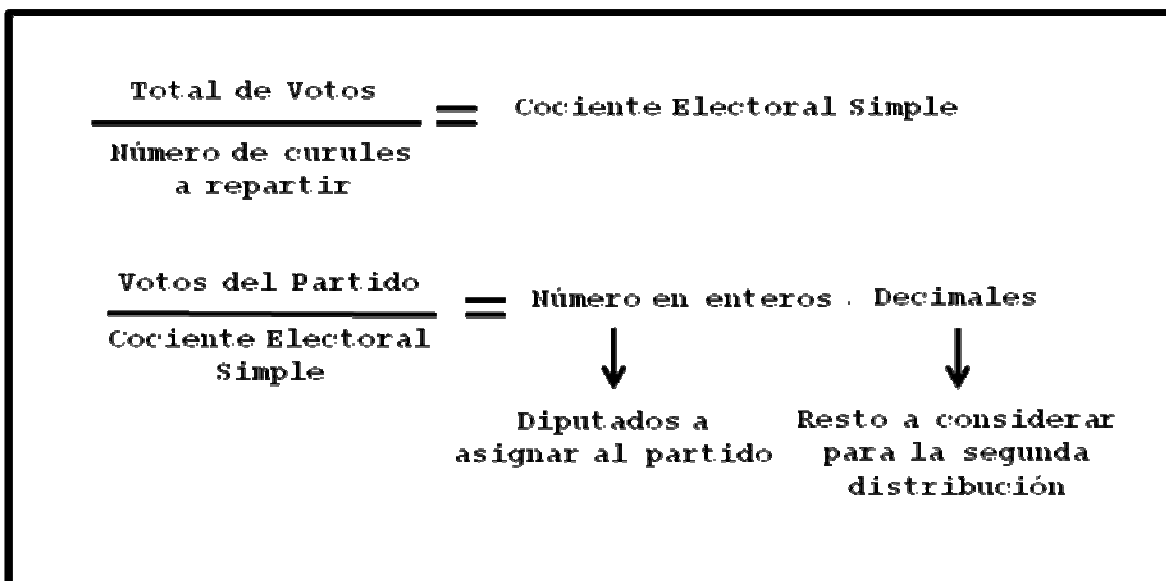 Total de Votos
Número de curules
a repartir
= Cociente Electoral Simple
Votos del Partido
Cociente Electoral
Simple
= Número en enteros . Decimales
Diputados a
asignar al partido
Resto a considerar
para la segunda
distribución